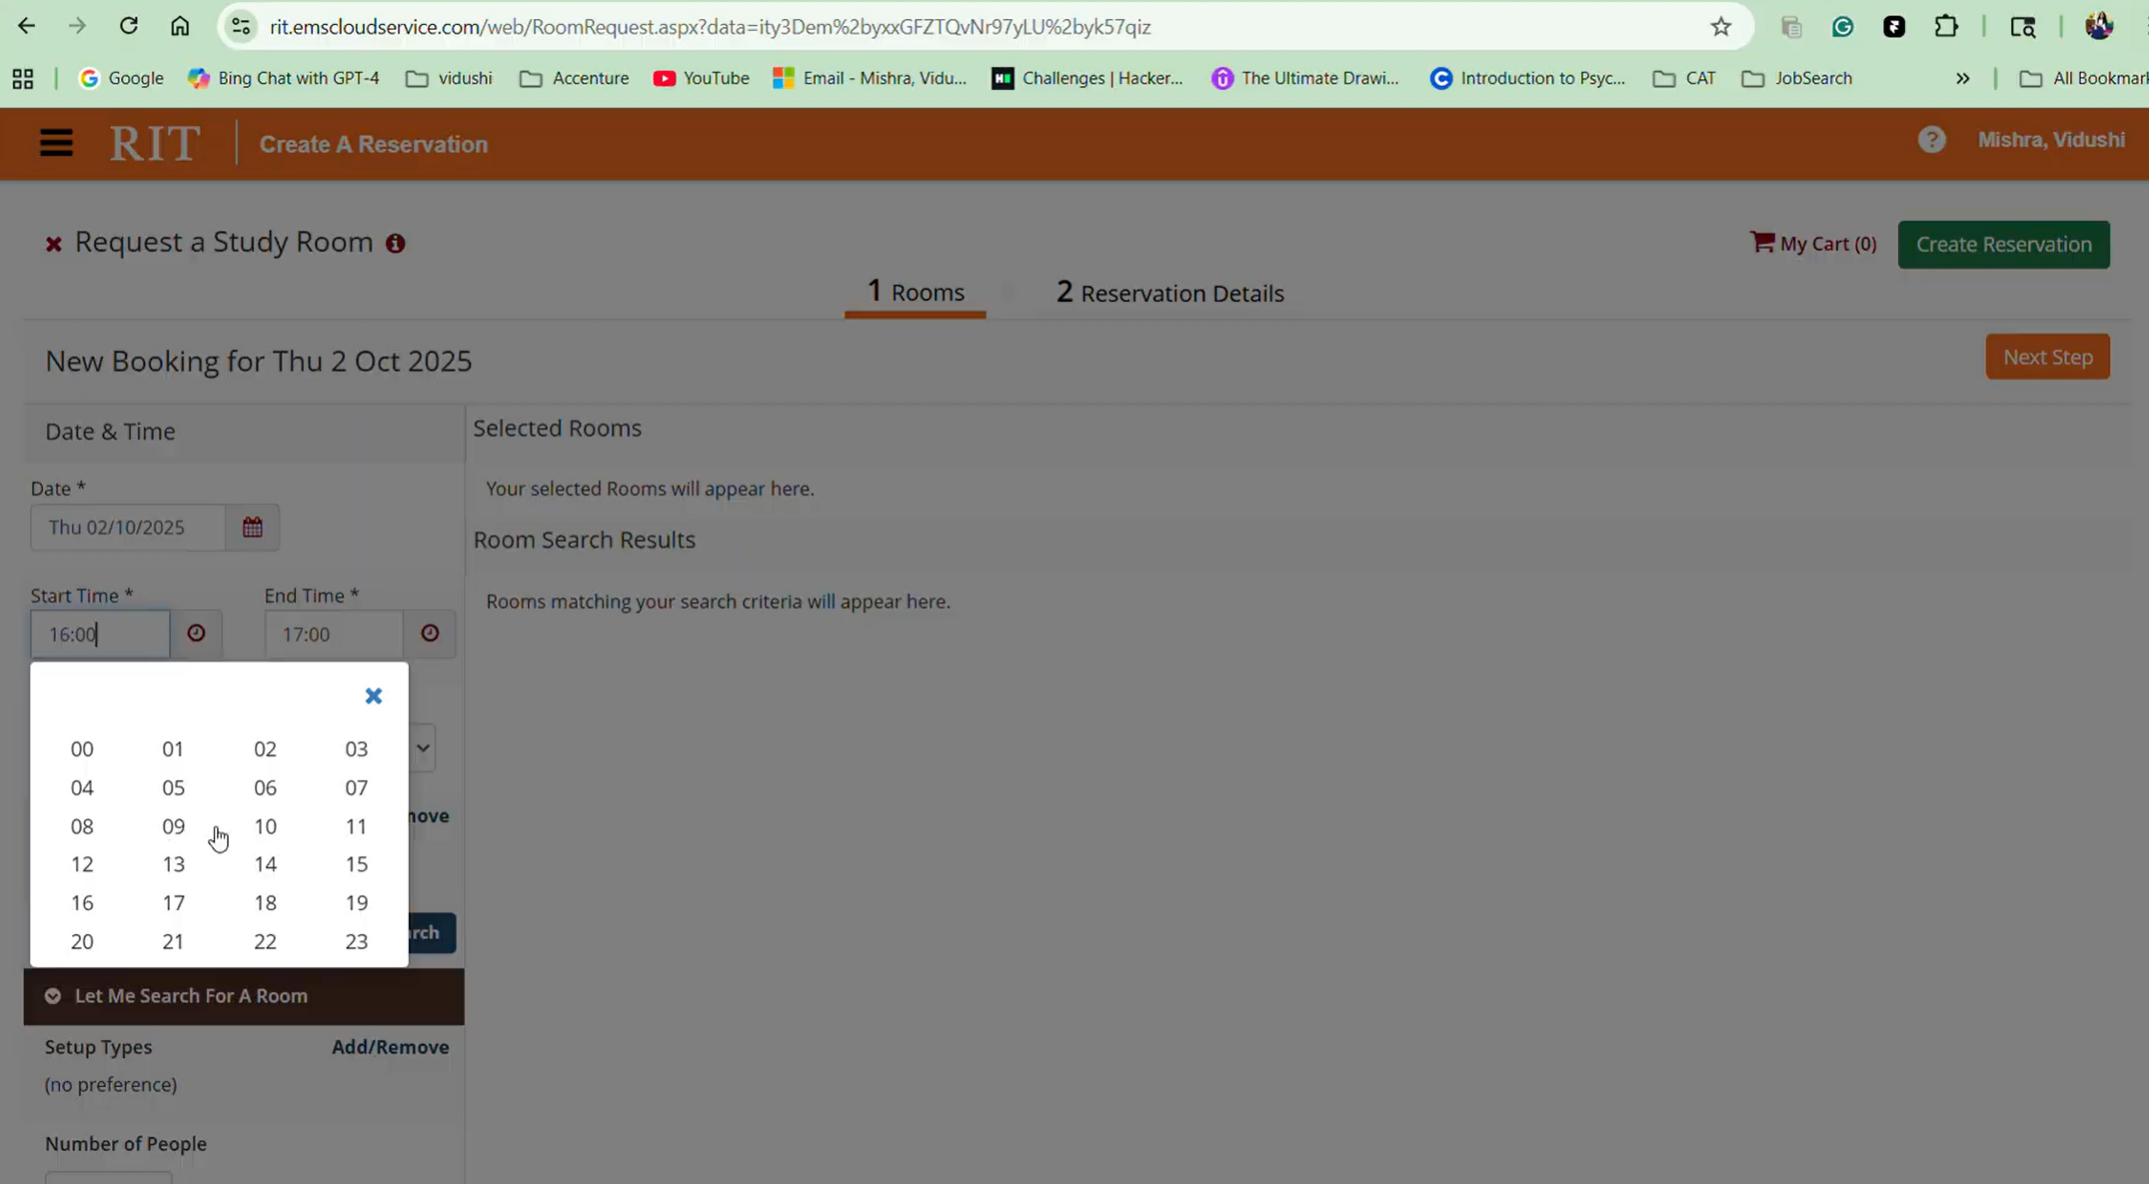 rit.emscloudservice.com/web/RoomRequest.aspx?data=ity3Dem%2byxxGFZTQvNr97yLU%2byk57qiz
Google Bing Chat with GPT-4 vidushi Accenture YouTube Email - Mishra, Vidu... Challenges | Hacker... The Ultimate Drawi... Introduction to Psyc... CAT JobSearch » All Bookmar
RIT Create A Reservation ? Mishra, Vidushi
Request a Study Room
My Cart (0) Create Reservation
1 Rooms 2 Reservation Details
New Booking for Thu 2 Oct 2025 Next Step
Date & Time
Date *
Thu 02/10/2025
Start Time * End Time *
16:00 17:00
00 01 02 03
04 05 06 07
08 09 10 11
12 13 14 15
16 17 18 19
20 21 22 23
move
rch
Let Me Search For A Room
Setup Types Add/Remove
(no preference)
Number of People
Selected Rooms
Your selected Rooms will appear here.
Room Search Results
Rooms matching your search criteria will appear here.